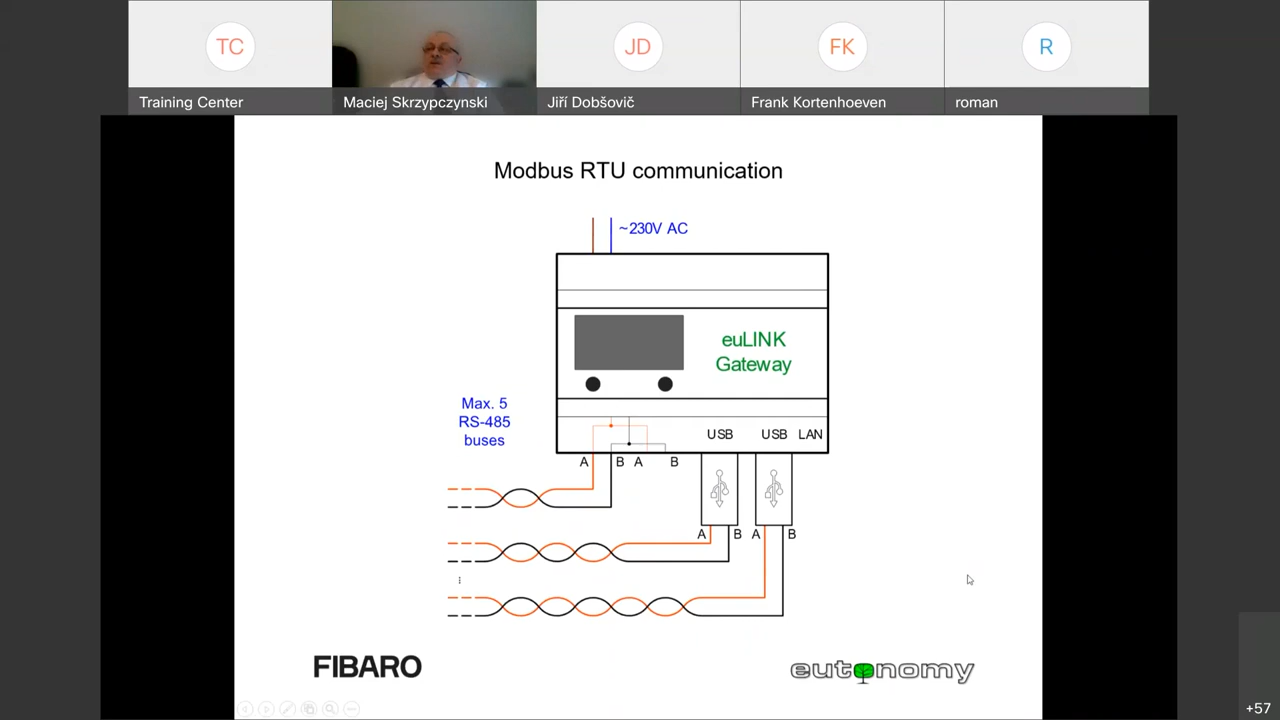 TC
JD
FK
R
Training Center
Maciej Skrzypczynski
Jiří Dobšovič
Frank Kortenhoeven
roman
Modbus RTU communication
~230V AC
euLINK
Gateway
Max. 5
RS-485
buses
USB
USB
LAN
A
B
A
B
A
B
A
B
FIBARO
eutonomy
+57